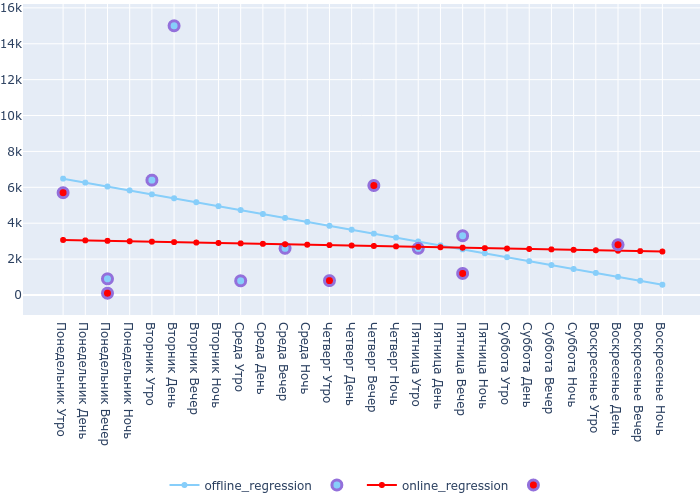 16k
14k
12k
10k
8k
6k
4k
2k
0
Понедельник Утро
Понедельник День
Понедельник Вечер
Понедельник Ночь
Вторник Утро
Вторник День
Вторник Вечер
Вторник Ночь
Среда Утро
Среда День
Среда Вечер
Среда Ночь
Четверг Утро
Четверг День
Четверг Вечер
Четверг Ночь
Пятница Утро
Пятница День
Пятница Вечер
Пятница Ночь
Суббота Утро
Суббота День
Суббота Вечер
Суббота Ночь
Воскресенье Утро
Воскресенье День
Воскресенье Вечер
Воскресенье Ночь
offline_regression online_regression